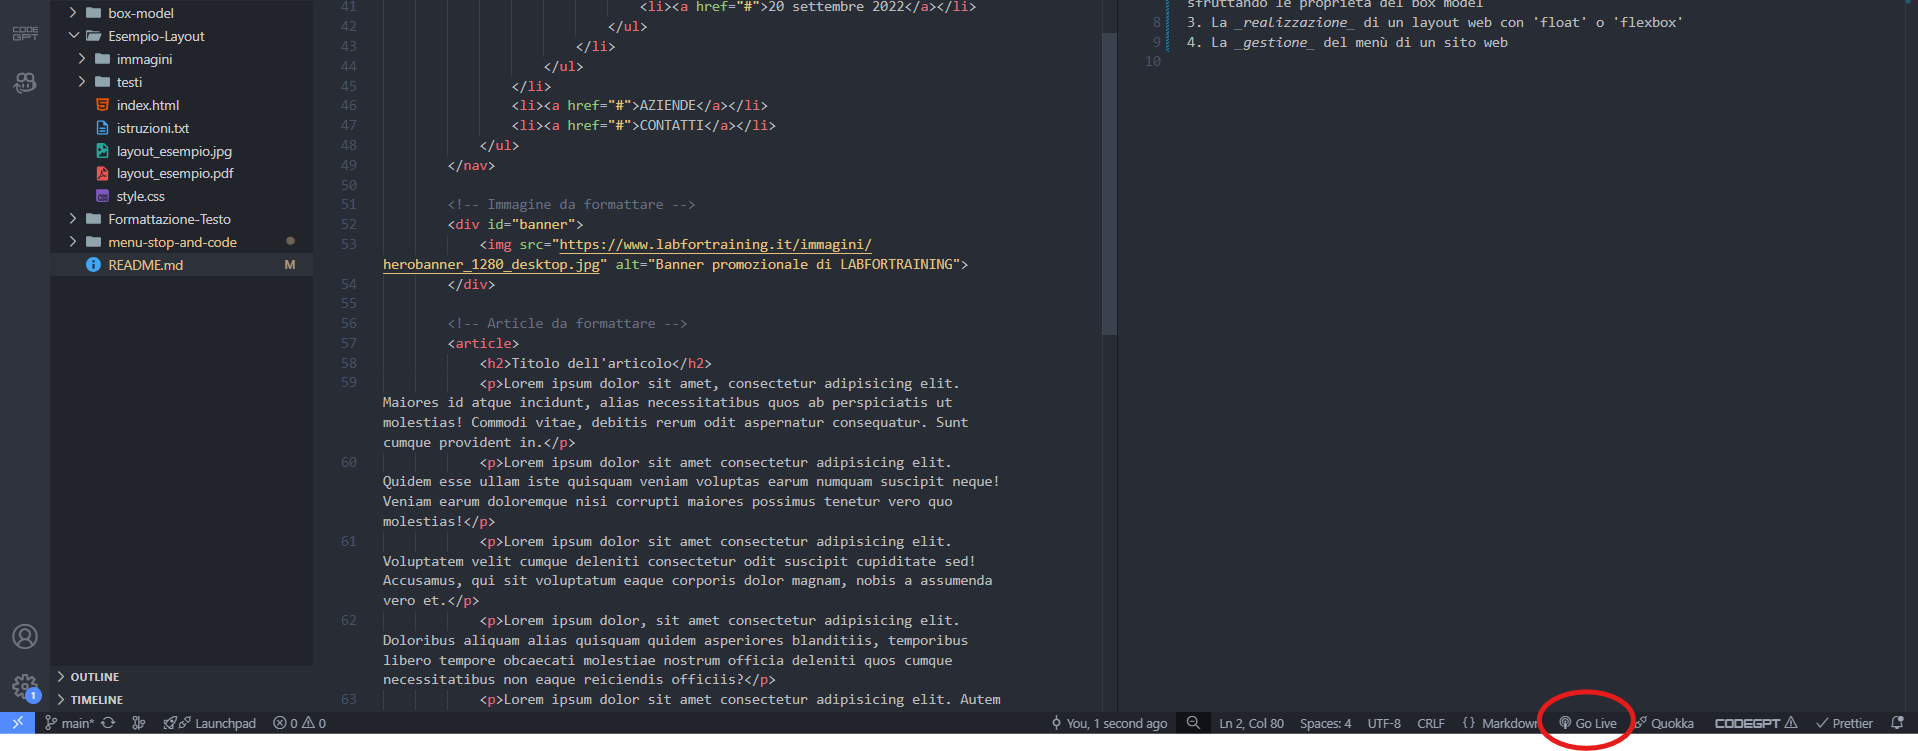 CODE
GPT
box-model
Esempio-Layout
immagini
testi
index.html
istruzioni.txt
layout_esempio.jpg
layout_esempio.pdf
style.css
Formattazione-Testo
menu-stop-and-code
README.md M
OUTLINE
TIMELINE
1
41 <li><a href="#">20 settembre 2022</a></li>
42 </ul>
43 </li>
44 </ul>
45 </li>
46 <li><a href="#">AZIENDE</a></li>
47 <li><a href="#">CONTATTI</a></li>
48 </ul>
49 </nav>
50
51 <!-- Immagine da formattare -->
52 <div id="banner">
53 <img src="https://www.labfortraining.it/immagini/
herobanner_1280_desktop.jpg" alt="Banner promozionale di LABFORTRAINING">
54 </div>
55
56 <!-- Article da formattare -->
57 <article>
58 <h2>Titolo dell'articolo</h2>
59 <p>Lorem ipsum dolor sit amet, consectetur adipisicing elit.
Maiores id atque incidunt, alias necessitatibus quos ab perspiciatis ut
molestias! Commodi vitae, debitis rerum odit aspernatur consequatur. Sunt
cumque provident in.</p>
60 <p>Lorem ipsum dolor sit amet consectetur adipisicing elit.
Quidem esse ullam iste quisquam veniam voluptas earum numquam suscipit neque!
Veniam earum doloremque nisi corrupti maiores possimus tenetur vero quo
molestias!</p>
61 <p>Lorem ipsum dolor sit amet consectetur adipisicing elit.
Voluptatem velit cumque deleniti consectetur odit suscipit cupiditate sed!
Accusamus, qui sit voluptatum eaque corporis dolor magnam, nobis a assumenda
vero et.</p>
62 <p>Lorem ipsum dolor, sit amet consectetur adipisicing elit.
Doloribus aliquam alias quisquam quidem asperiores blanditiis, temporibus
libero tempore obcaecati molestiae nostrum officia deleniti quos cumque
necessitatibus non eaque reiciendis officiis?</p>
63 <p>Lorem ipsum dolor sit amet consectetur adipisicing elit. Autem
sfruttando le proprietà del box model
8 3. La _realizzazione_ di un layout web con 'float' o 'flexbox'
9 4. La _gestione_ del menù di un sito web
10
main* Launchpad 0 0 You, 1 second ago Ln 2, Col 80 Spaces: 4 UTF-8 CRLF {} Markdown Go Live Quokka CODEGPT Prettier